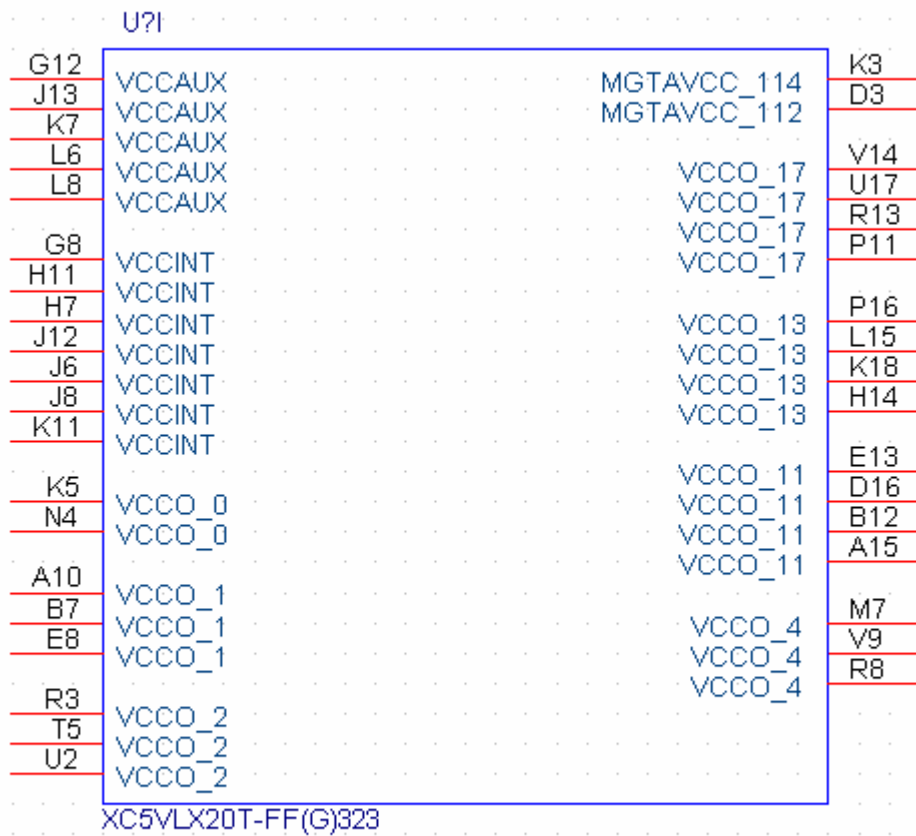 U?I
G12 VCCAUX MGTAVCC_114 K3
J13 VCCAUX MGTAVCC_112 D3
K7 VCCAUX
L6 VCCAUX VCCO_17 V14
L8 VCCAUX VCCO_17 U17
VCCO_17 R13
G8 VCCINT VCCO_17 P11
H11 VCCINT
H7 VCCINT VCCO_13 P16
J12 VCCINT VCCO_13 L15
J6 VCCINT VCCO_13 K18
J8 VCCINT VCCO_13 H14
K11 VCCINT
VCCO_11 E13
K5 VCCO_0 VCCO_11 D16
N4 VCCO_0 VCCO_11 B12
VCCO_11 A15
A10 VCCO_1
B7 VCCO_1 VCCO_4 M7
E8 VCCO_1 VCCO_4 V9
VCCO_4 R8
R3 VCCO_2
T5 VCCO_2
U2 VCCO_2
XC5VLX20T-FF(G)323